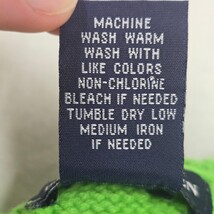 MACHINE
WASH WARM
WASH WITH
LIKE COLORS
NON-CHLORINE
BLEACH IF NEEDED
TUMBLE DRY LOW
MEDIUM IRON
IF NEEDED